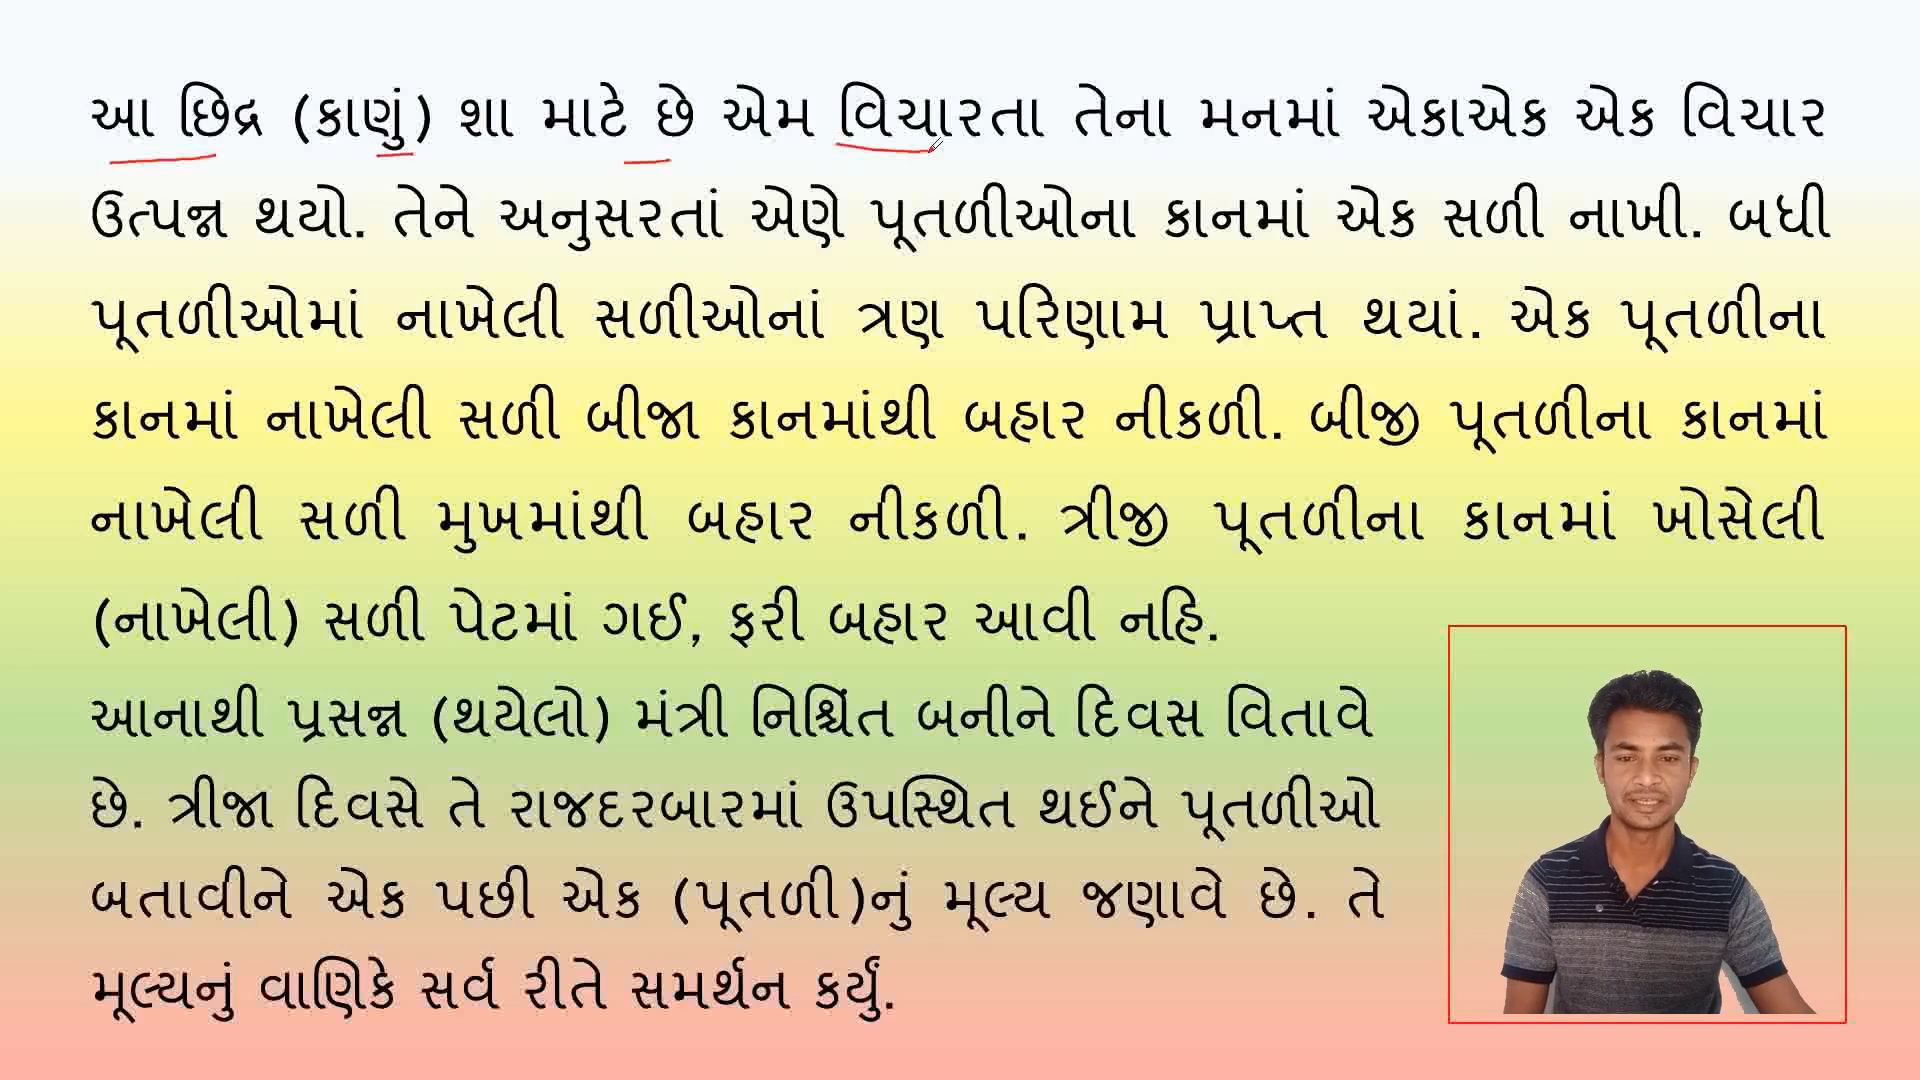 આ છિદ્ર (કાણું) શા માટે છે એમ વિચારતા તેના મનમાં એકાએક એક વિચાર
ઉત્પન્ન થયો. તેને અનુસરતાં એણે પૂતળીઓના કાનમાં એક સળી નાખી. બધી
પૂતળીઓમાં નાખેલી સળીઓનાં ત્રણ પરિણામ પ્રાપ્ત થયાં. એક પૂતળીના
કાનમાં નાખેલી સળી બીજા કાનમાંથી બહાર નીકળી. બીજી પૂતળીના કાનમાં
નાખેલી સળી મુખમાંથી બહાર નીકળી. ત્રીજી પૂતળીના કાનમાં ખોસેલી
(નાખેલી) સળી પેટમાં ગઈ, ફરી બહાર આવી નહિ.
આનાથી પ્રસન્ન (થયેલો) મંત્રી નિશ્ચિંત બનીને દિવસ વિતાવે
છે. ત્રીજા દિવસે તે રાજદરબારમાં ઉપસ્થિત થઈને પૂતળીઓ
બતાવીને એક પછી એક (પૂતળી)નું મૂલ્ય જણાવે છે. તે
મૂલ્યનું વાણિકે સર્વ રીતે સમર્થન કર્યું.